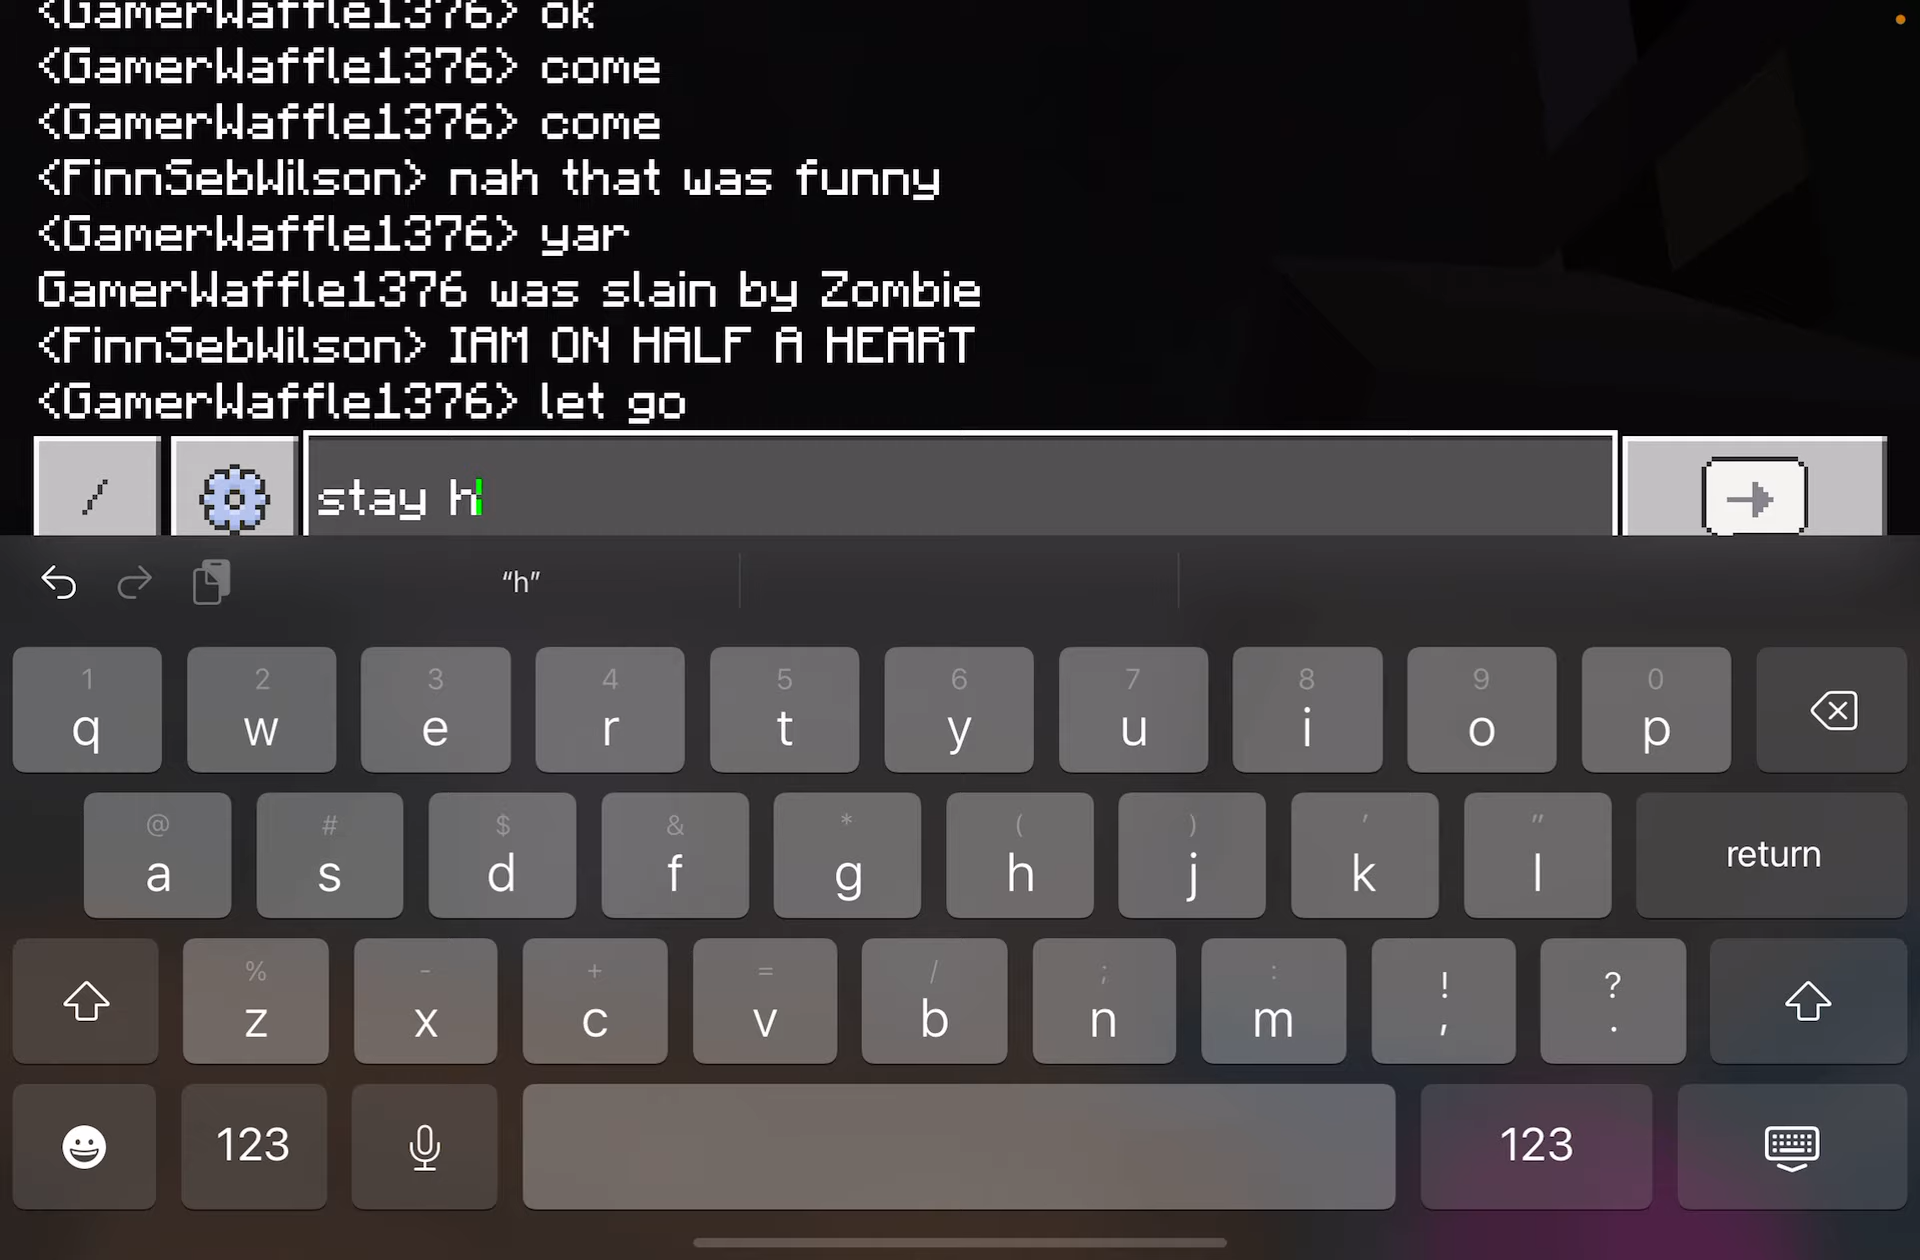 <GamerWaffle1376> ok
<GamerWaffle1376> come
<GamerWaffle1376> come
<FinnSebWilson> nah that was funny
<GamerWaffle1376> yar
GamerWaffle1376 was slain by Zombie
<FinnSebWilson> IAM ON HALF A HEART
<GamerWaffle1376> let go
/ stay h
“h”
1 2 3 4 5 6 7 8 9 0
q w e r t y u i o p
@ # $ & * ( ) ' "
a s d f g h j k l return
% - + = / ; : ! ?
z x c v b n m , .
123 123